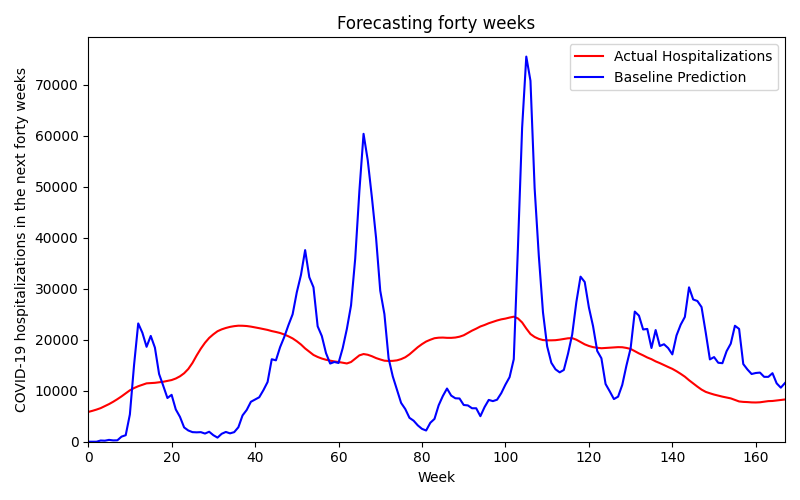 Forecasting forty weeks
Actual Hospitalizations
Baseline Prediction
COVID-19 hospitalizations in the next forty weeks
70000
60000
50000
40000
30000
20000
10000
0
0 20 40 60 80 100 120 140 160
Week